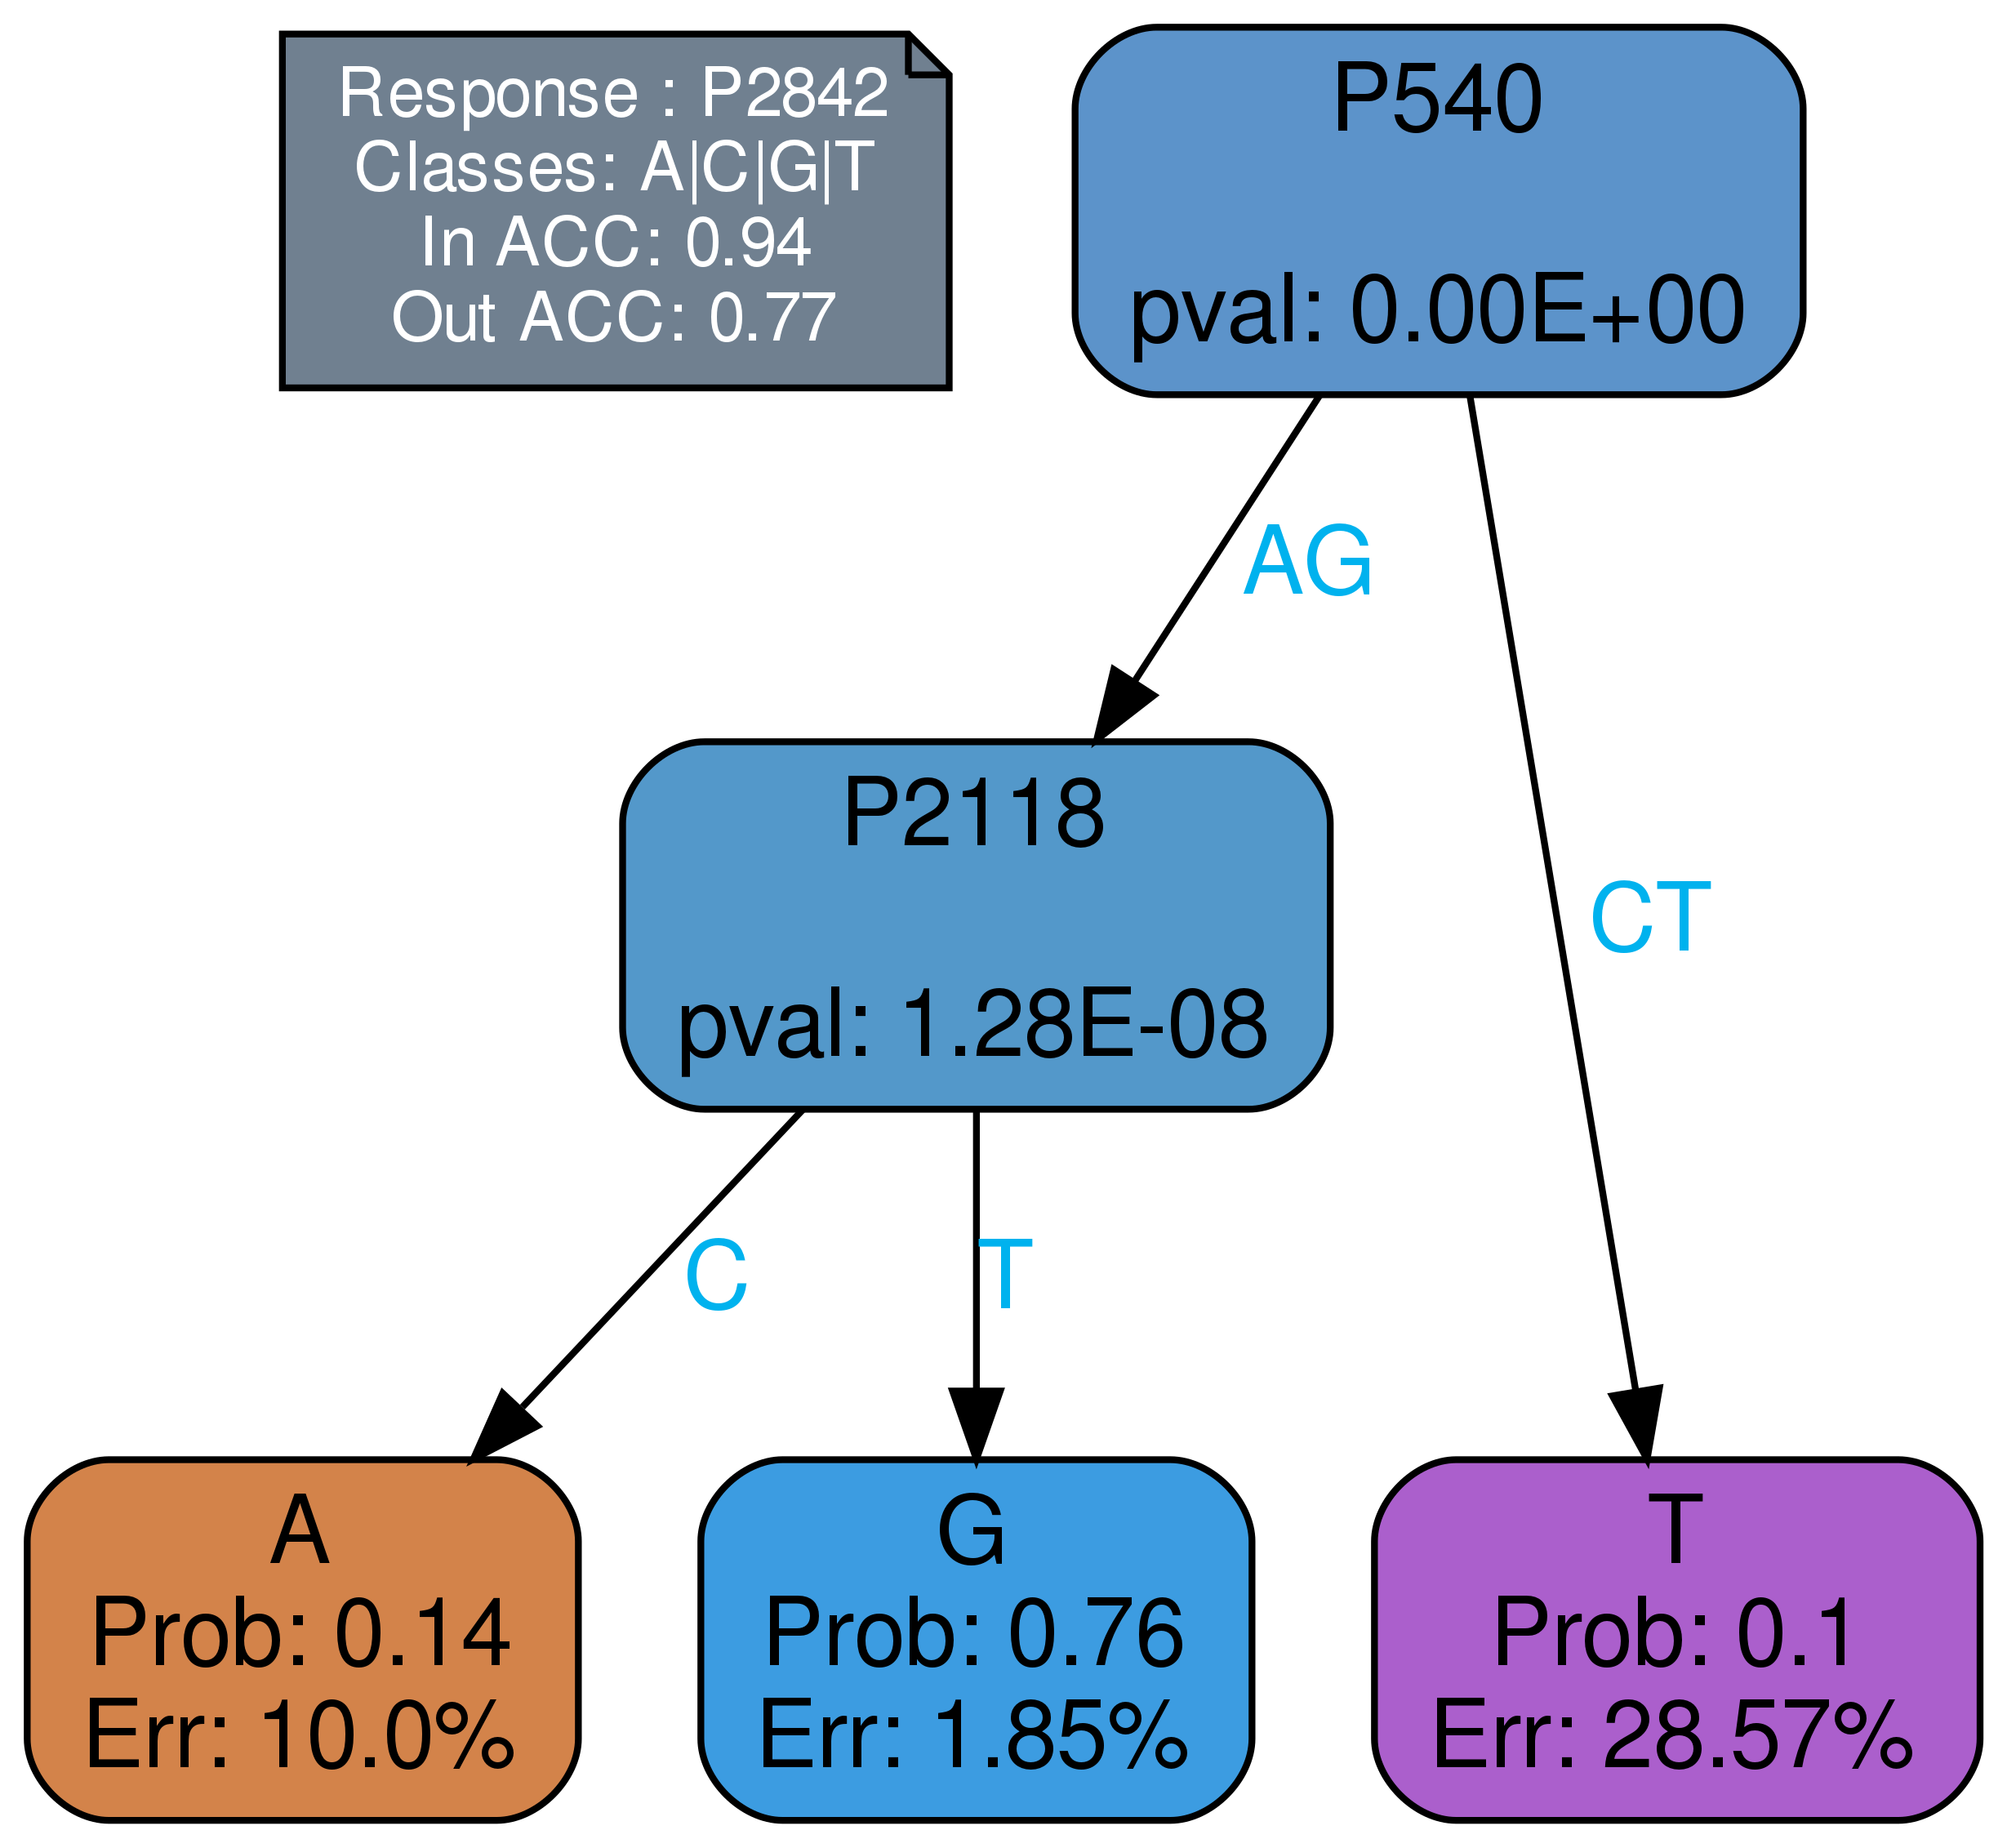 Response : P2842
Classes: A|C|G|T
In ACC: 0.94
Out ACC: 0.77
P540
pval: 0.00E+00
AG
P2118
pval: 1.28E-08
CT
C
T
A
Prob: 0.14
Err: 10.0%
G
Prob: 0.76
Err: 1.85%
T
Prob: 0.1
Err: 28.57%